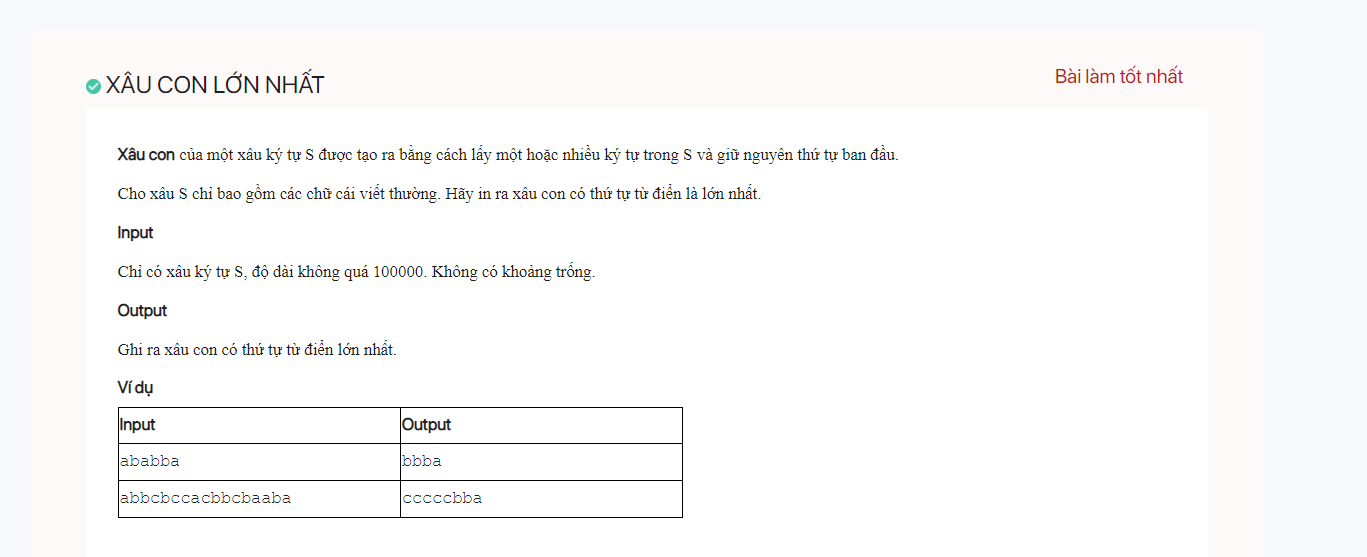 XÂU CON LỚN NHẤT
Bài làm tốt nhất
Xâu con của một xâu ký tự S được tạo ra bằng cách lấy một hoặc nhiều ký tự trong S và giữ nguyên thứ tự ban đầu.
Cho xâu S chỉ bao gồm các chữ cái viết thường. Hãy in ra xâu con có thứ tự từ điển là lớn nhất.
Input
Chỉ có xâu ký tự S, độ dài không quá 100000. Không có khoảng trống.
Output
Ghi ra xâu con có thứ tự từ điển lớn nhất.
Ví dụ
Input Output
ababba bbba
abbcbccacbbcbaaba cccccbba